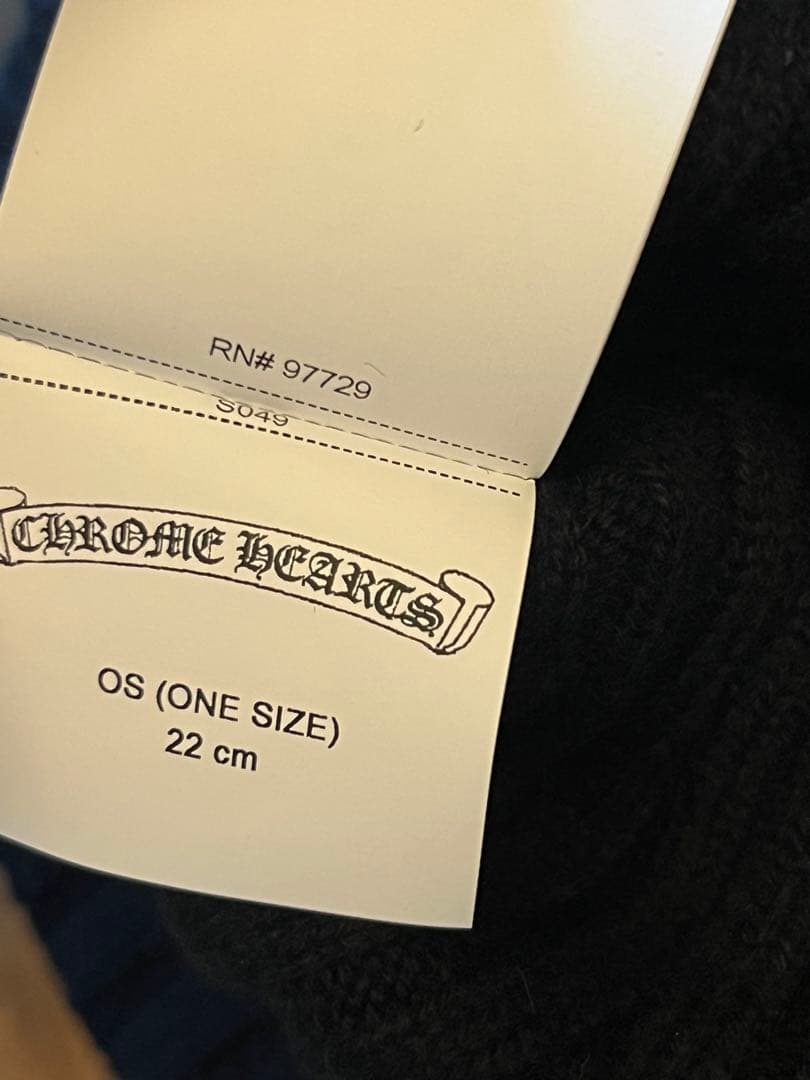 RN# 97729
S049
CHROME HEARTS
OS (ONE SIZE)
22 cm